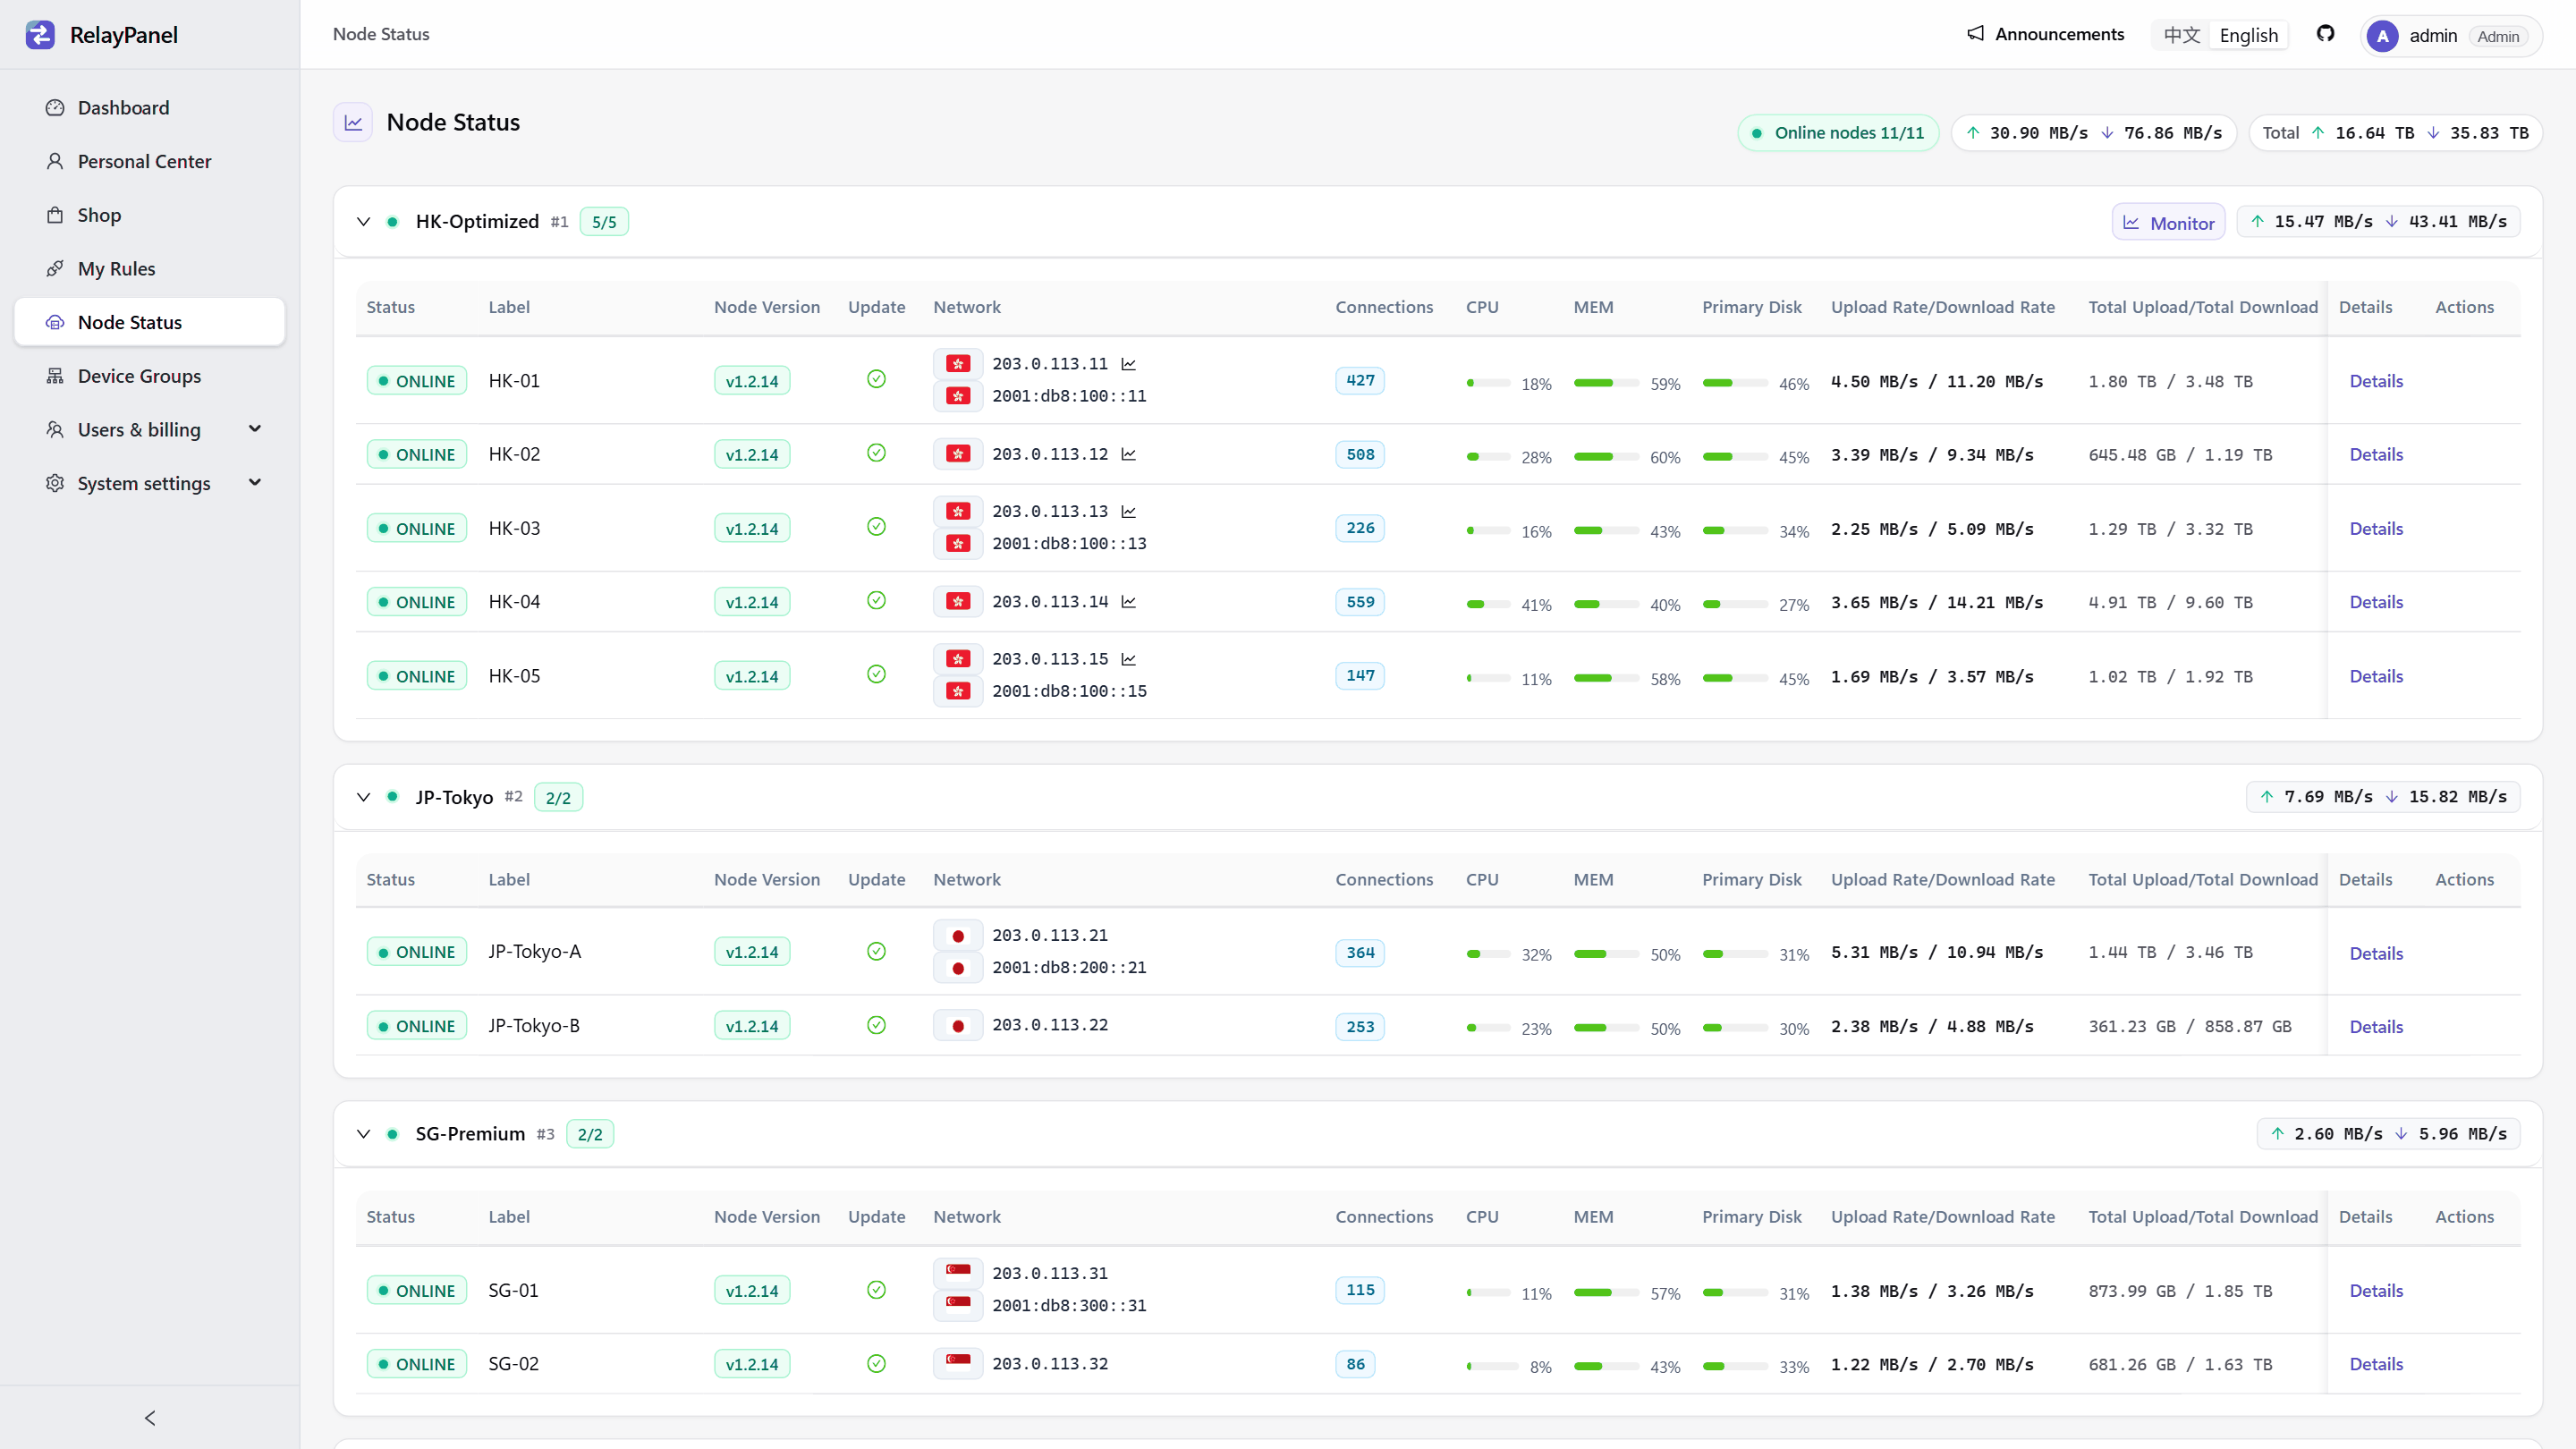 RelayPanel
Node Status
Announcements
中文 English
A admin Admin
Dashboard
Personal Center
Shop
My Rules
Node Status
Device Groups
Users & billing
System settings
Node Status
Online nodes 11/11
↑ 30.90 MB/s ↓ 76.86 MB/s
Total ↑ 16.64 TB ↓ 35.83 TB
HK-Optimized #1 5/5
Monitor
↑ 15.47 MB/s ↓ 43.41 MB/s
Status Label Node Version Update Network Connections CPU MEM Primary Disk Upload Rate/Download Rate Total Upload/Total Download Details Actions
ONLINE HK-01 v1.2.14 203.0.113.11 427 18% 59% 46% 4.50 MB/s / 11.20 MB/s 1.80 TB / 3.48 TB Details
2001:db8:100::11
ONLINE HK-02 v1.2.14 203.0.113.12 508 28% 60% 45% 3.39 MB/s / 9.34 MB/s 645.48 GB / 1.19 TB Details
ONLINE HK-03 v1.2.14 203.0.113.13 226 16% 43% 34% 2.25 MB/s / 5.09 MB/s 1.29 TB / 3.32 TB Details
2001:db8:100::13
ONLINE HK-04 v1.2.14 203.0.113.14 559 41% 40% 27% 3.65 MB/s / 14.21 MB/s 4.91 TB / 9.60 TB Details
ONLINE HK-05 v1.2.14 203.0.113.15 147 11% 58% 45% 1.69 MB/s / 3.57 MB/s 1.02 TB / 1.92 TB Details
2001:db8:100::15
JP-Tokyo #2 2/2
↑ 7.69 MB/s ↓ 15.82 MB/s
Status Label Node Version Update Network Connections CPU MEM Primary Disk Upload Rate/Download Rate Total Upload/Total Download Details Actions
ONLINE JP-Tokyo-A v1.2.14 203.0.113.21 364 32% 50% 31% 5.31 MB/s / 10.94 MB/s 1.44 TB / 3.46 TB Details
2001:db8:200::21
ONLINE JP-Tokyo-B v1.2.14 203.0.113.22 253 23% 50% 30% 2.38 MB/s / 4.88 MB/s 361.23 GB / 858.87 GB Details
SG-Premium #3 2/2
↑ 2.60 MB/s ↓ 5.96 MB/s
Status Label Node Version Update Network Connections CPU MEM Primary Disk Upload Rate/Download Rate Total Upload/Total Download Details Actions
ONLINE SG-01 v1.2.14 203.0.113.31 115 11% 57% 31% 1.38 MB/s / 3.26 MB/s 873.99 GB / 1.85 TB Details
2001:db8:300::31
ONLINE SG-02 v1.2.14 203.0.113.32 86 8% 43% 33% 1.22 MB/s / 2.70 MB/s 681.26 GB / 1.63 TB Details